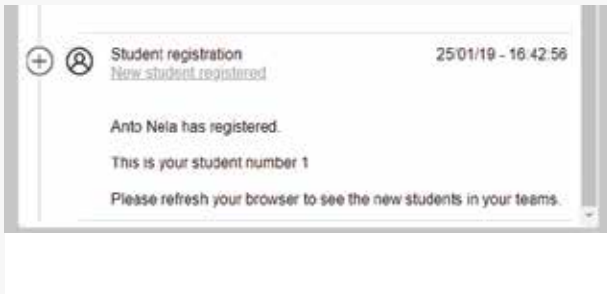 Student registration 25/01/19 - 16:42:56
New student registered
Anto Nela has registered.
This is your student number 1
Please refresh your browser to see the new students in your teams.